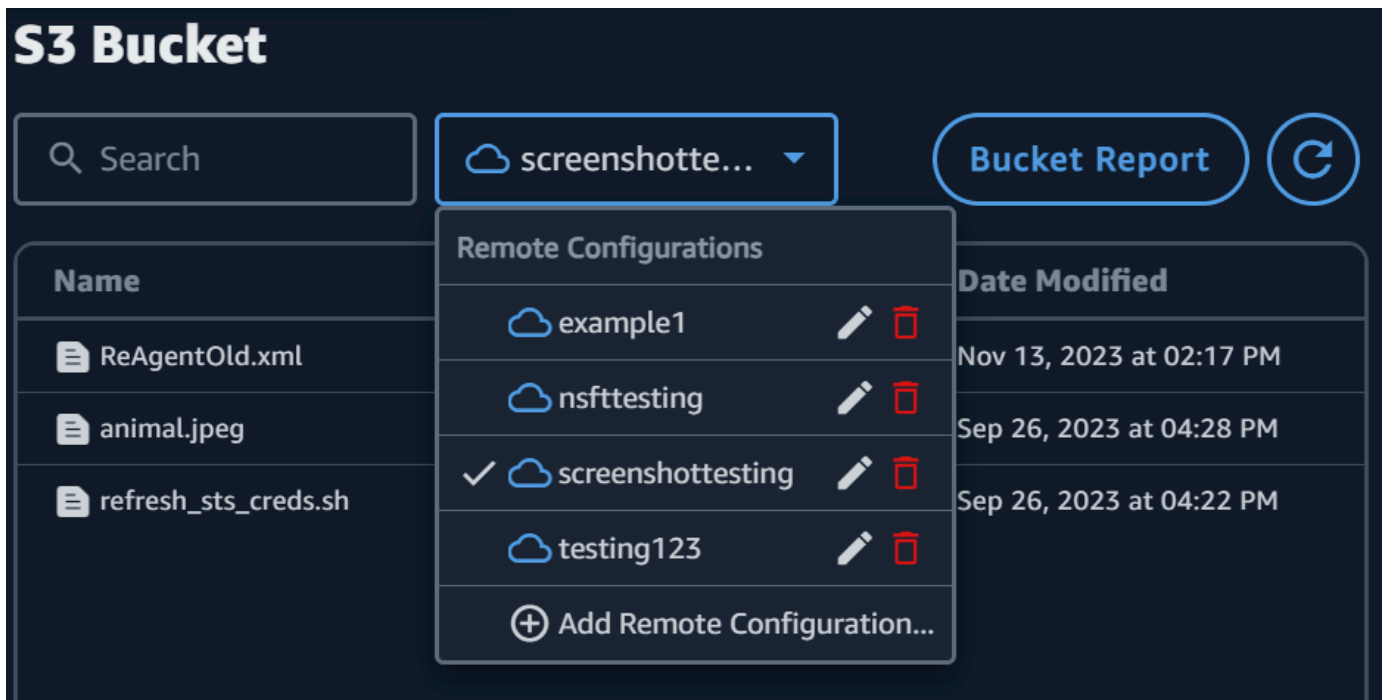 S3 Bucket
Search
screenshotte...
Bucket Report
Name
Remote Configurations
Date Modified
example1
ReAgentOld.xml
Nov 13, 2023 at 02:17 PM
nsfttesting
animal.jpeg
Sep 26, 2023 at 04:28 PM
screenshottesting
refresh_sts_creds.sh
Sep 26, 2023 at 04:22 PM
testing123
Add Remote Configuration...